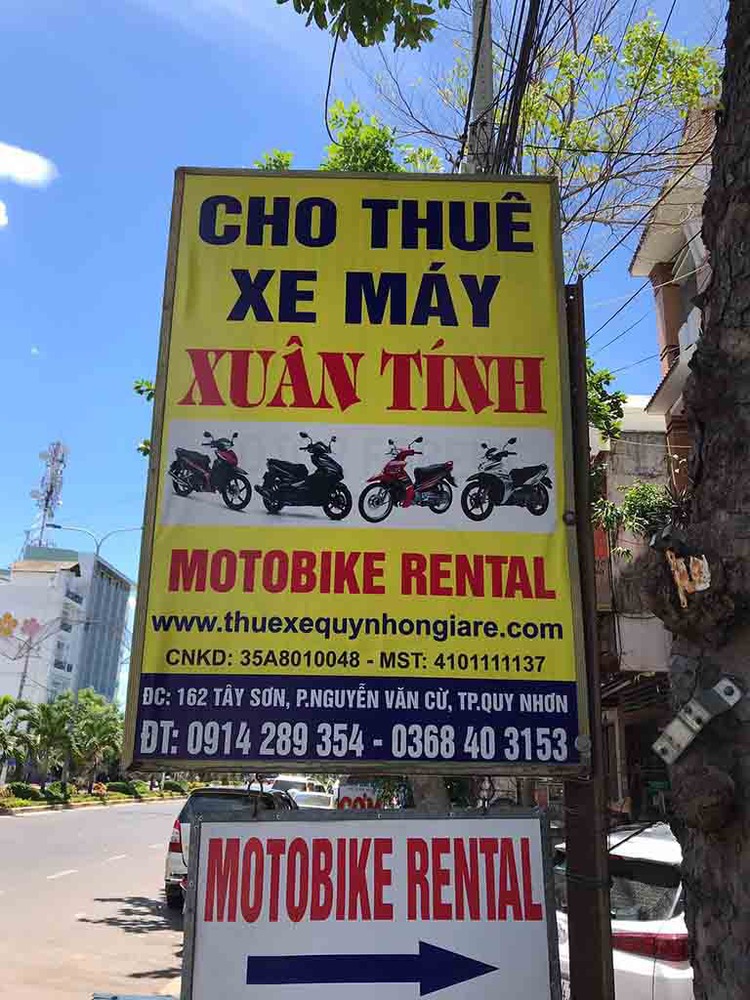 CHO THUÊ
XE MÁY
XUÂN TÍNH
MOTOBIKE RENTAL
www.thuexequynhongiare.com
CNKD: 35A8010048 - MST: 4101111137
ĐC: 162 TÂY SƠN, P.NGUYỄN VĂN CỪ, TP.QUY NHƠN
ĐT: 0914 289 354 - 0368 40 3153
MOTOBIKE RENTAL